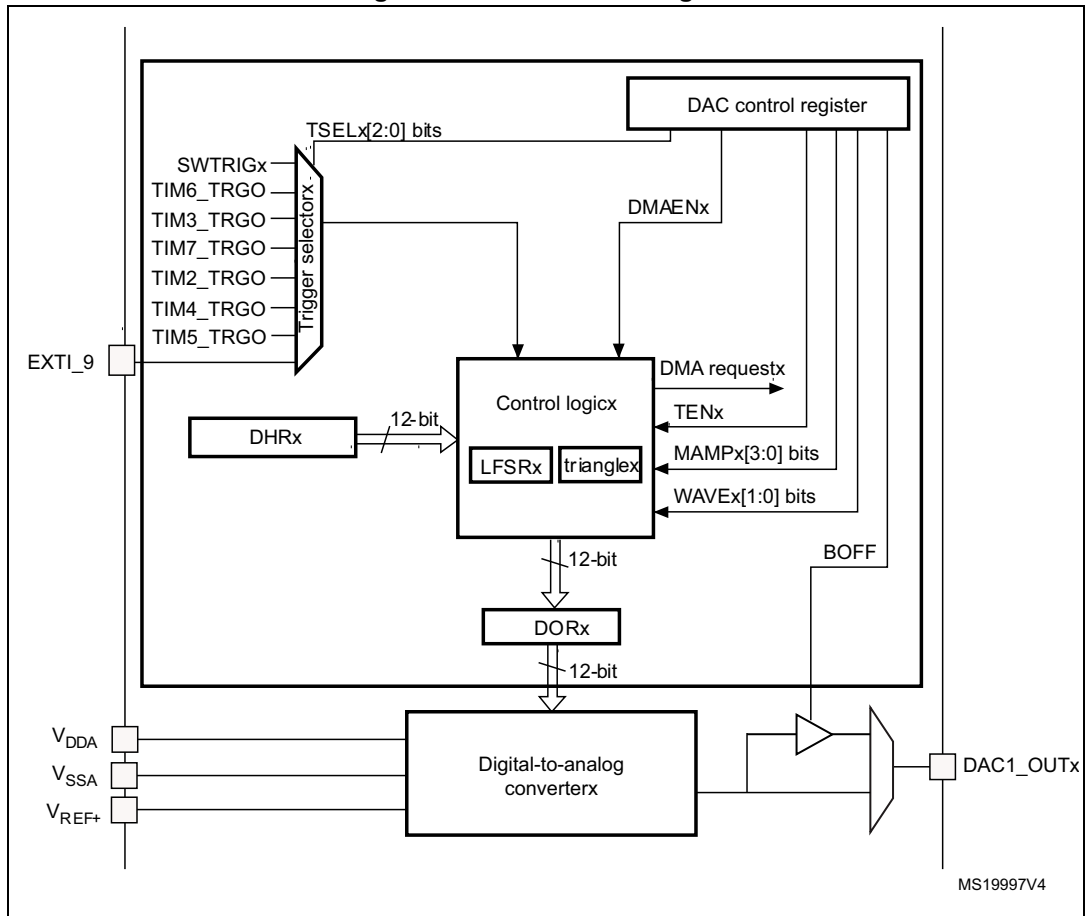 DAC control register
TSELx[2:0] bits
SWTRIGx
TIM6_TRGO
TIM3_TRGO
TIM7_TRGO
TIM2_TRGO
TIM4_TRGO
TIM5_TRGO
Trigger selectorx
DMAENx
EXTI_9
DMA requestx
Control logicx
TENx
12-bit
DHRx
LFSRx
trianglex
MAMPx[3:0] bits
WAVEx[1:0] bits
BOFF
12-bit
DORx
12-bit
VDDA
VSSA
VREF+
Digital-to-analog
converterx
DAC1_OUTx
MS19997V4